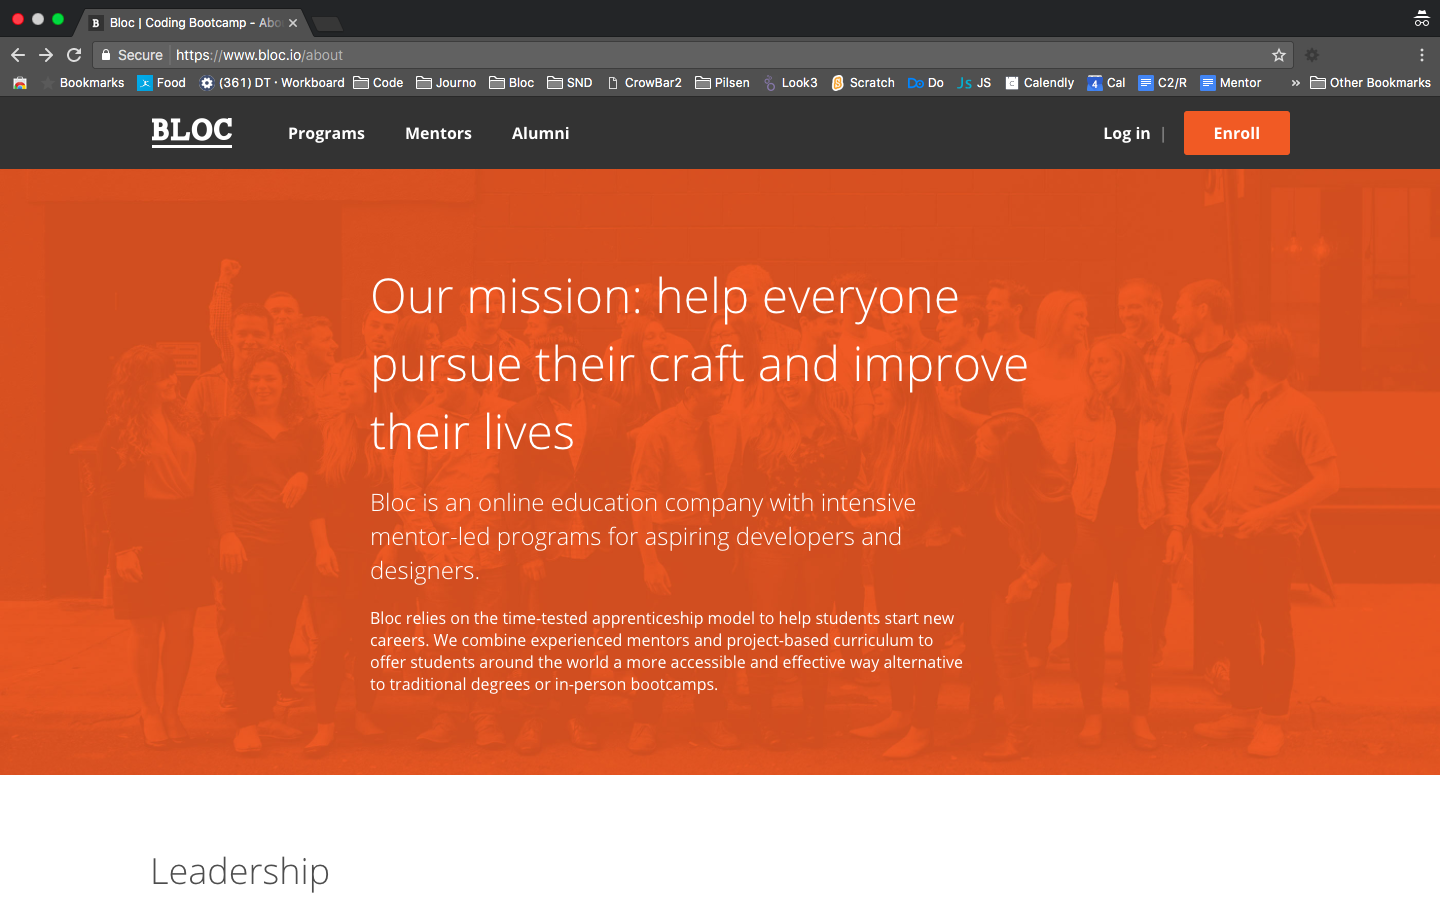 Bloc | Coding Bootcamp - Abo
Secure https://www.bloc.io/about
Bookmarks Food (361) DT · Workboard Code Journo Bloc SND CrowBar2 Pilsen Look3 Scratch Do JS Calendly Cal C2/R Mentor » Other Bookmarks
BLOC Programs Mentors Alumni Log in | Enroll
Our mission: help everyone
pursue their craft and improve
their lives
Bloc is an online education company with intensive
mentor-led programs for aspiring developers and
designers.
Bloc relies on the time-tested apprenticeship model to help students start new
careers. We combine experienced mentors and project-based curriculum to
offer students around the world a more accessible and effective way alternative
to traditional degrees or in-person bootcamps.
Leadership